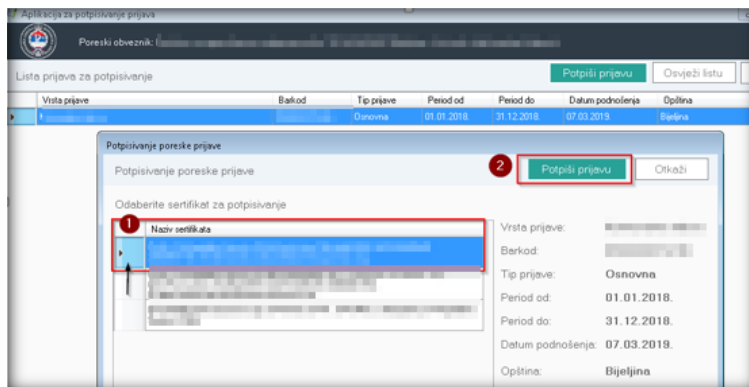 Aplikacija za potpisivanje prijava
Poreski obveznik:
Lista prijava za potpisivanje
Potpiši prijavu
Osvježi listu
Vrsta prijave Barkod Tip prijave Period od Period do Datum podnošenja Opština
Osnovna 01.01.2018. 31.12.2018. 07.03.2019. Bijeljina
Potpisivanje poreske prijave
Potpisivanje poreske prijave
2
Potpiši prijavu
Otkaži
Odaberite sertifikat za potpisivanje
1
Naziv sertifikata
Vrsta prijave:
Barkod:
Tip prijave: Osnovna
Period od: 01.01.2018.
Period do: 31.12.2018.
Datum podnošenja: 07.03.2019.
Opština: Bijeljina